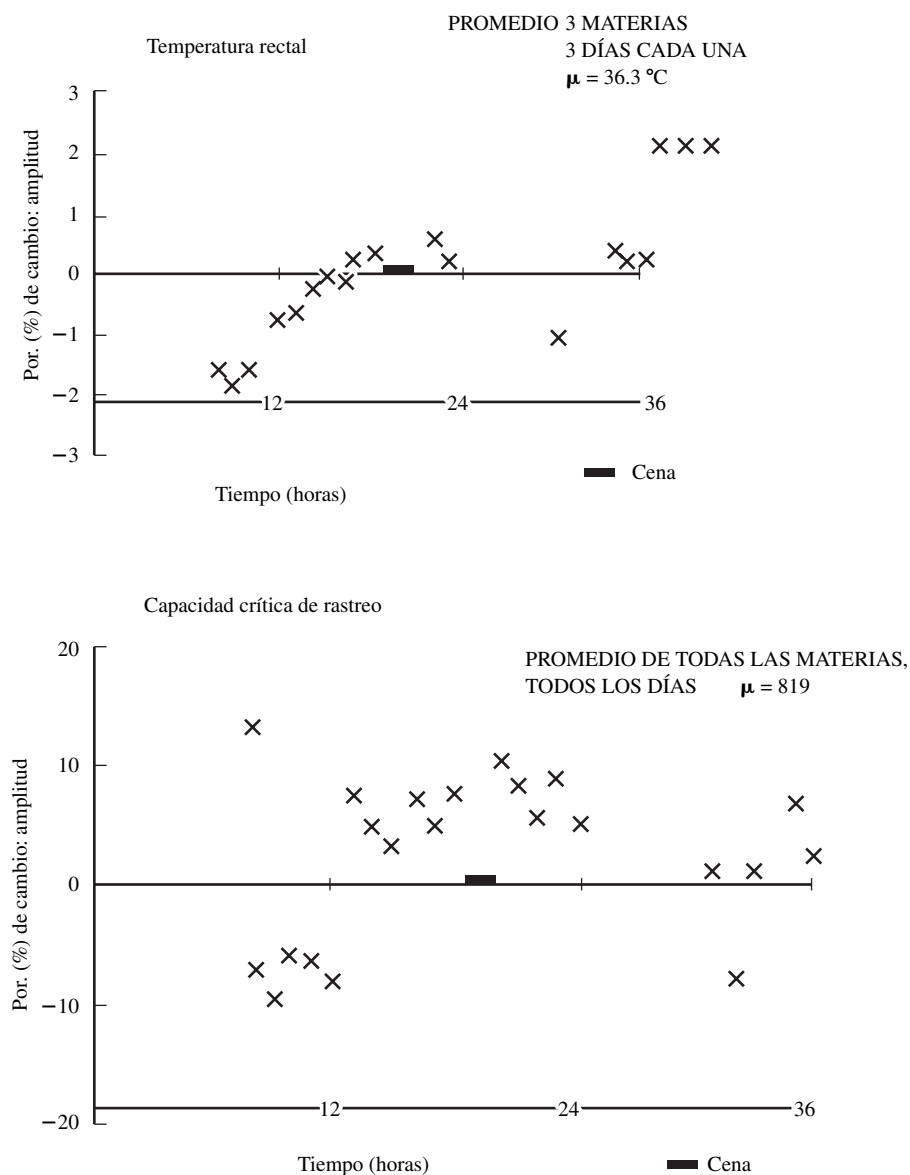 PROMEDIO 3 MATERIAS
Temperatura rectal
3 DÍAS CADA UNA
μ = 36.3 °C
Por. (%) de cambio: amplitud
3
2
1
0
−1
−2
−3
12
24
36
Cena
Tiempo (horas)
Capacidad crítica de rastreo
PROMEDIO DE TODAS LAS MATERIAS,
TODOS LOS DÍAS μ = 819
Por. (%) de cambio: amplitud
20
10
0
−10
−20
12
24
36
Tiempo (horas)
Cena